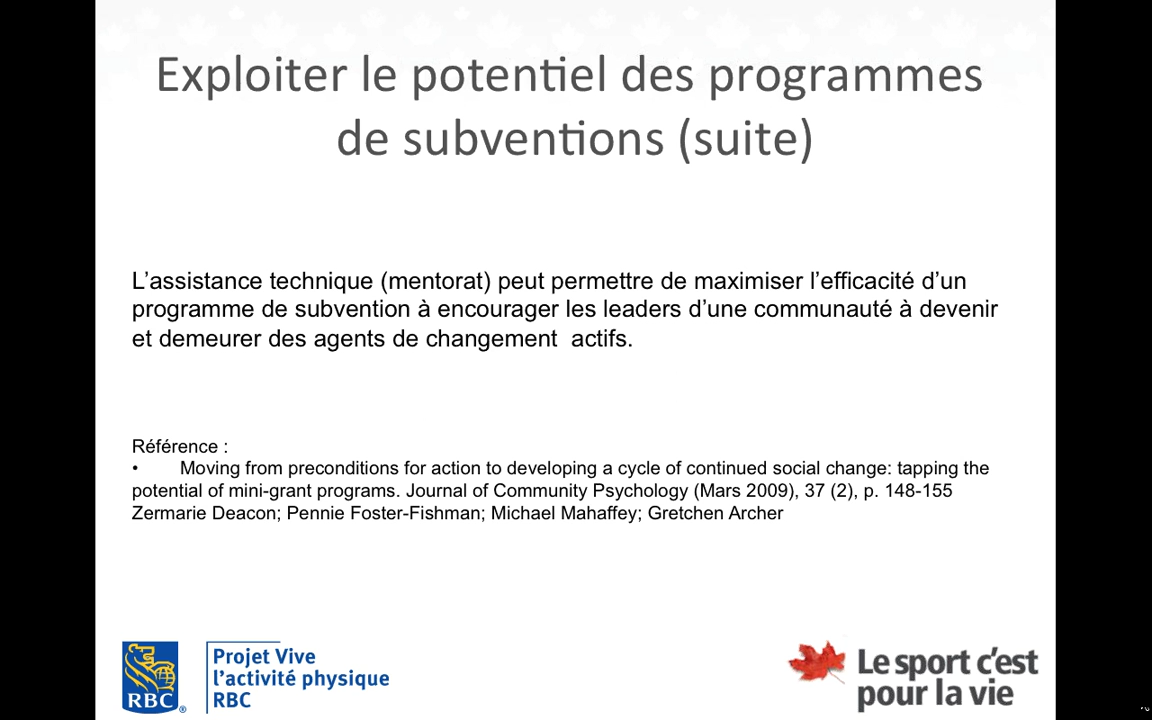 Exploiter le potentiel des programmes
de subventions (suite)
L’assistance technique (mentorat) peut permettre de maximiser l’efficacité d’un
programme de subvention à encourager les leaders d’une communauté à devenir
et demeurer des agents de changement  actifs.
Référence :
• Moving from preconditions for action to developing a cycle of continued social change: tapping the
potential of mini-grant programs. Journal of Community Psychology (Mars 2009), 37 (2), p. 148-155
Zermarie Deacon; Pennie Foster-Fishman; Michael Mahaffey; Gretchen Archer
RBC®
Projet Vive
l’activité physique
RBC
Le sport c’est
pour la vie